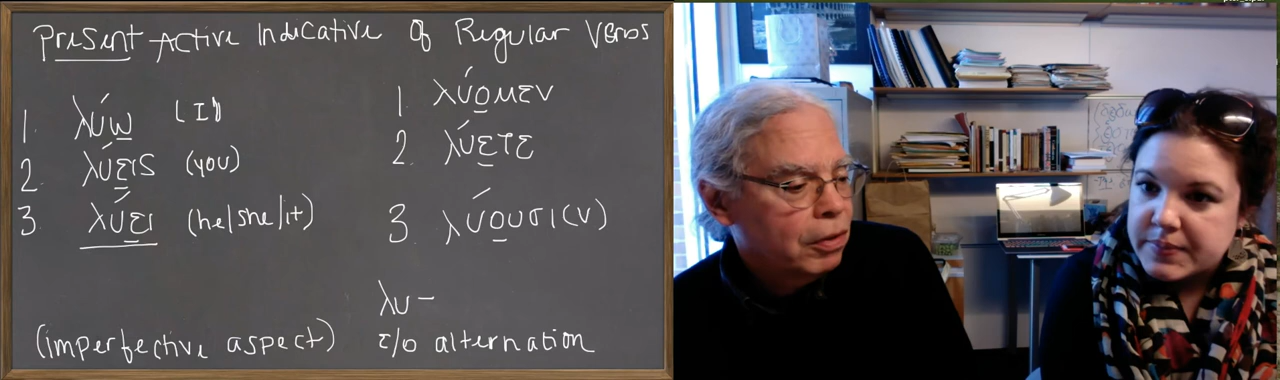 Present Active Indicative Of Regular Verbs
1. λύω (I)
2. λύεις (you)
3 λύει (he/she/it)
1. λύομεν
2. λύετε
3. λύουσι(ν)
λυ-
(imperfective aspect)
ε/ο alternation